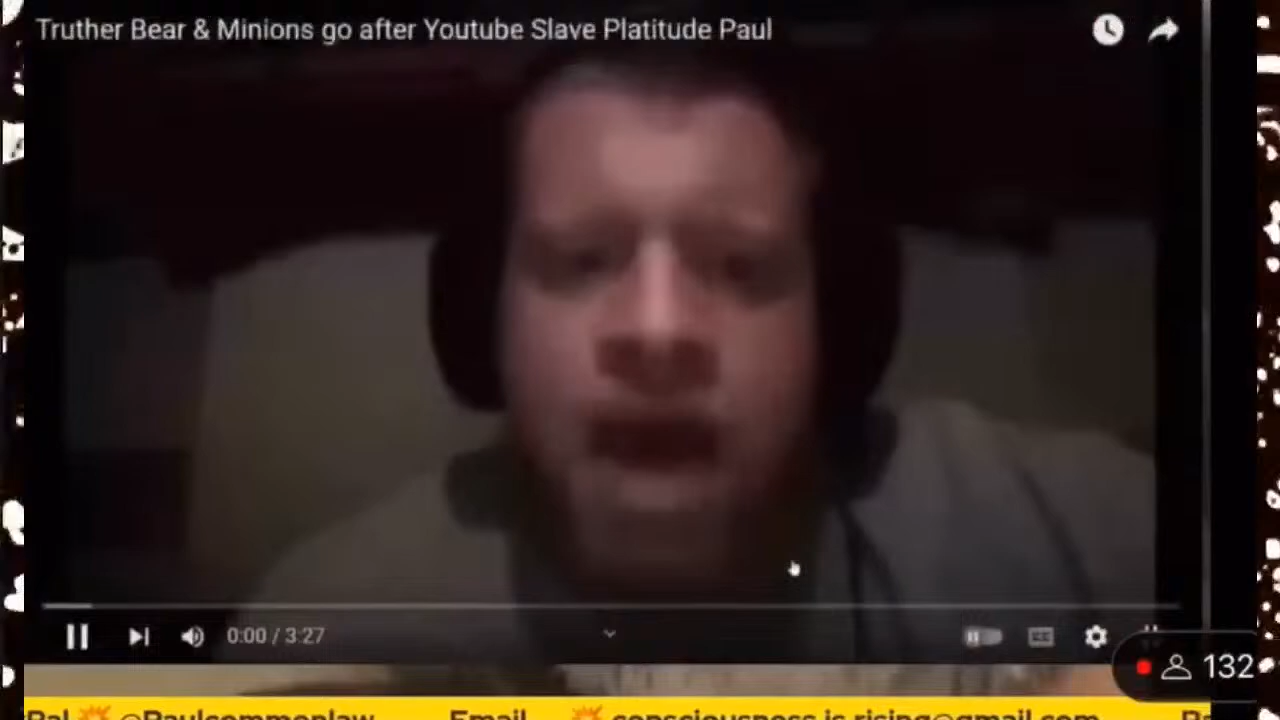 Truther Bear & Minions go after Youtube Slave Platitude Paul
0:00 / 3:27
132
Pal 💥 @Paulcommonlaw Email 💥 consciousness.is.rising@gmail.com